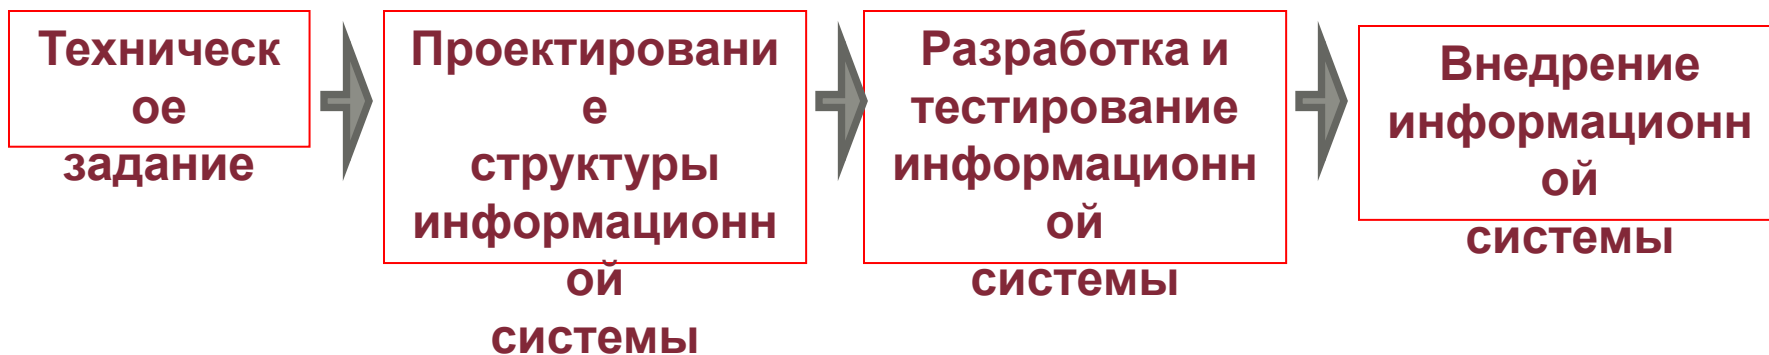 Техническ
ое
задание
Проектировани
е
структуры
информационн
ой
системы
Разработка и
тестирование
информационн
ой
системы
Внедрение
информационн
ой
системы